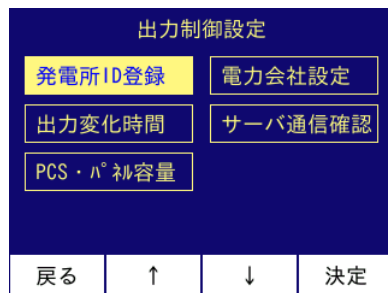 出力制御設定
発電所ID登録 電力会社設定
出力変化時間 サーバ通信確認
PCS・ﾊﾟﾈﾙ容量
戻る ↑ ↓ 決定